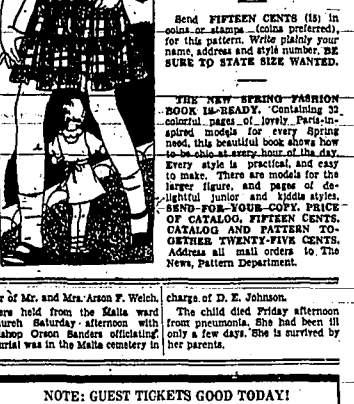 Send FIFTEEN CENTS (15) in
coins or stamps (coins preferred),
for this pattern. Write plainly your
name, address and style number. BE
SURE TO STATE SIZE WANTED.
THE NEW SPRING FASHION
BOOK IS READY. Containing 32
colorful pages of lovely Paris-in-
spired models for every Spring
need, this beautiful book shows how
to be chic at every hour of the day.
Every style is practical, and easy
to make. There are models for the
larger figure, and pages of de-
lightful junior and kiddie styles.
SEND FOR YOUR COPY. PRICE
OF CATALOG, FIFTEEN CENTS.
CATALOG AND PATTERN TO-
GETHER TWENTY-FIVE CENTS.
Address all mail orders to The
News, Pattern Department.
r of Mr. and Mrs. Arson F. Welch,
ere held from the Malta ward
hurch Saturday afternoon with
shop Orson Sanders officiating.
urial was in the Malta cemetery in
charge of D. E. Johnson.
The child died Friday afternoon
from pneumonia. She had been ill
only a few days. She is survived by
her parents.
NOTE: GUEST TICKETS GOOD TODAY!